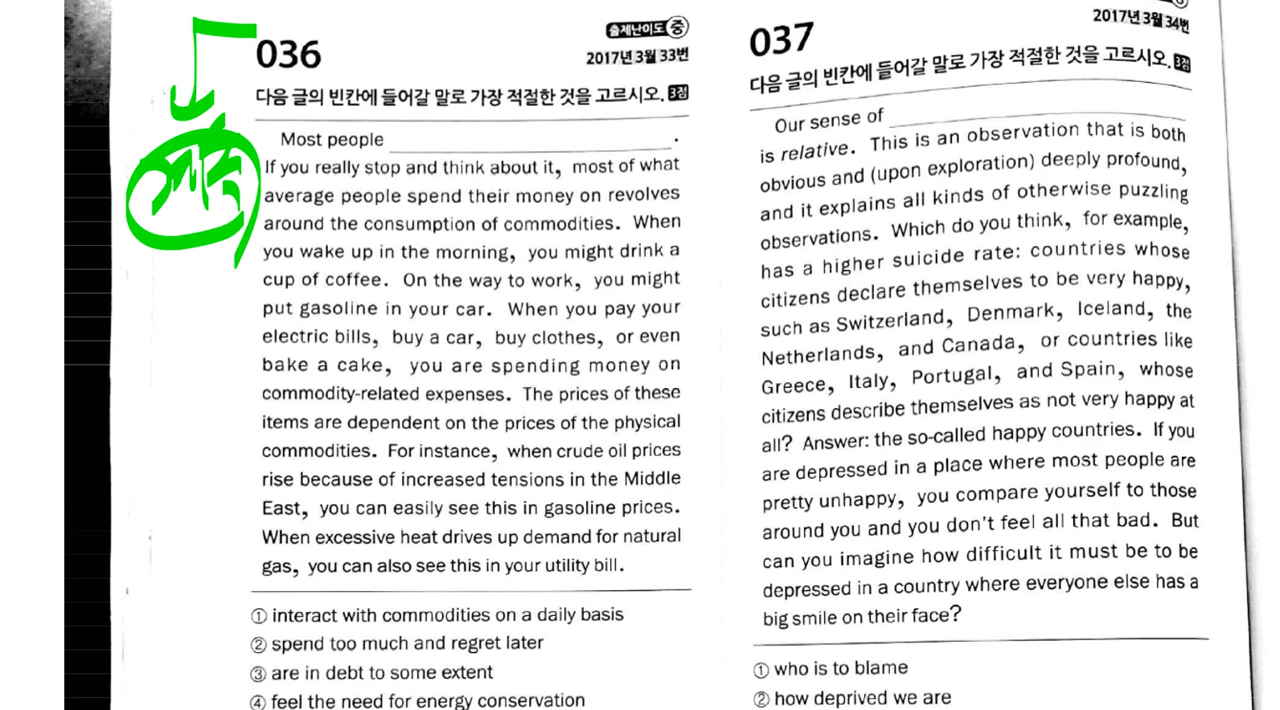 036
출제난이도 중
2017년 3월 33번
다음 글의 빈칸에 들어갈 말로 가장 적절한 것을 고르시오. 3점
Most people ____________________.
If you really stop and think about it, most of what
average people spend their money on revolves
around the consumption of commodities. When
you wake up in the morning, you might drink a
cup of coffee. On the way to work, you might
put gasoline in your car. When you pay your
electric bills, buy a car, buy clothes, or even
bake a cake, you are spending money on
commodity-related expenses. The prices of these
items are dependent on the prices of the physical
commodities. For instance, when crude oil prices
rise because of increased tensions in the Middle
East, you can easily see this in gasoline prices.
When excessive heat drives up demand for natural
gas, you can also see this in your utility bill.
① interact with commodities on a daily basis
② spend too much and regret later
③ are in debt to some extent
④ feel the need for energy conservation
037
2017년 3월 34번
다음 글의 빈칸에 들어갈 말로 가장 적절한 것을 고르시오. 3점
Our sense of ____________________
is relative. This is an observation that is both
obvious and (upon exploration) deeply profound,
and it explains all kinds of otherwise puzzling
observations. Which do you think, for example,
has a higher suicide rate: countries whose
citizens declare themselves to be very happy,
such as Switzerland, Denmark, Iceland, the
Netherlands, and Canada, or countries like
Greece, Italy, Portugal, and Spain, whose
citizens describe themselves as not very happy at
all? Answer: the so-called happy countries. If you
are depressed in a place where most people are
pretty unhappy, you compare yourself to those
around you and you don't feel all that bad. But
can you imagine how difficult it must be to be
depressed in a country where everyone else has a
big smile on their face?
① who is to blame
② how deprived we are